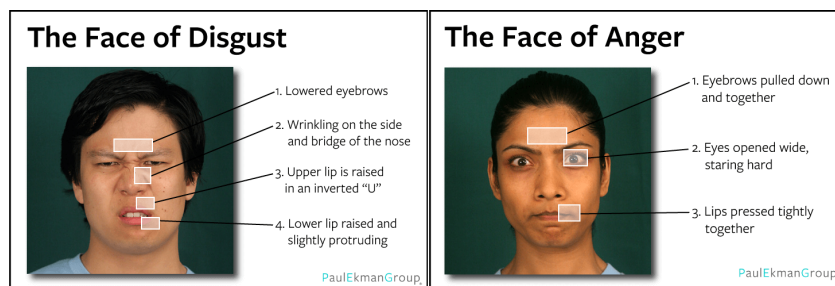 The Face of Disgust
1. Lowered eyebrows
2. Wrinkling on the side
and bridge of the nose
3. Upper lip is raised
in an inverted “U”
4. Lower lip raised and
slightly protruding
PaulEkmanGroup
The Face of Anger
1. Eyebrows pulled down
and together
2. Eyes opened wide,
staring hard
3. Lips pressed tightly
together
PaulEkmanGroup